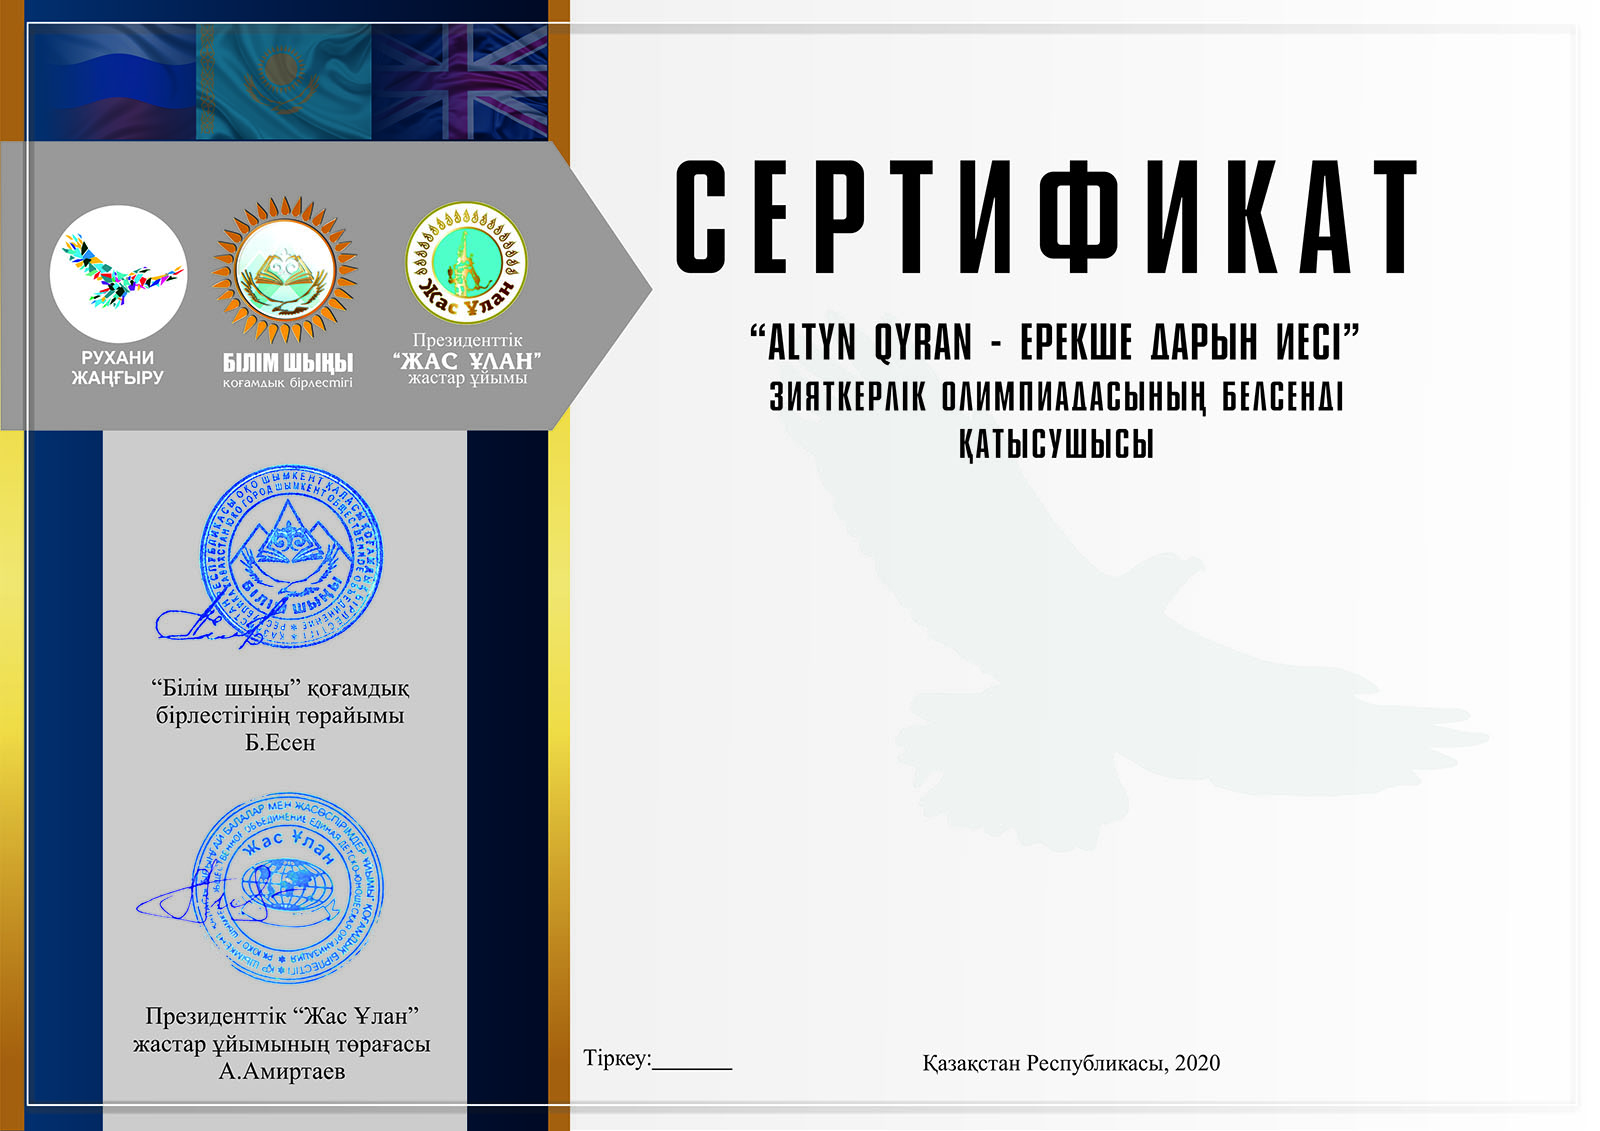 СЕРТИФИКАТ
“ALTYN QYRAN - ЕРЕКШЕ ДАРЫН ИЕСІ”
ЗИЯТКЕРЛІК ОЛИМПИАДАСЫНЫҢ БЕЛСЕНДІ
ҚАТЫСУШЫСЫ
РУХАНИ
ЖАҢҒЫРУ
БІЛІМ ШЫҢЫ
қоғамдық бірлестігі
Жас Ұлан
Президенттік
“ЖАС ҰЛАН”
жастар ұйымы
БІЛІМ ШЫҢЫ
“Білім шыңы” қоғамдық
бірлестігінің төрайымы
Б.Есен
Жас Ұлан
Президенттік “Жас Ұлан”
жастар ұйымының төрағасы
А.Амиртаев
Тіркеу:_______
Қазақстан Республикасы, 2020